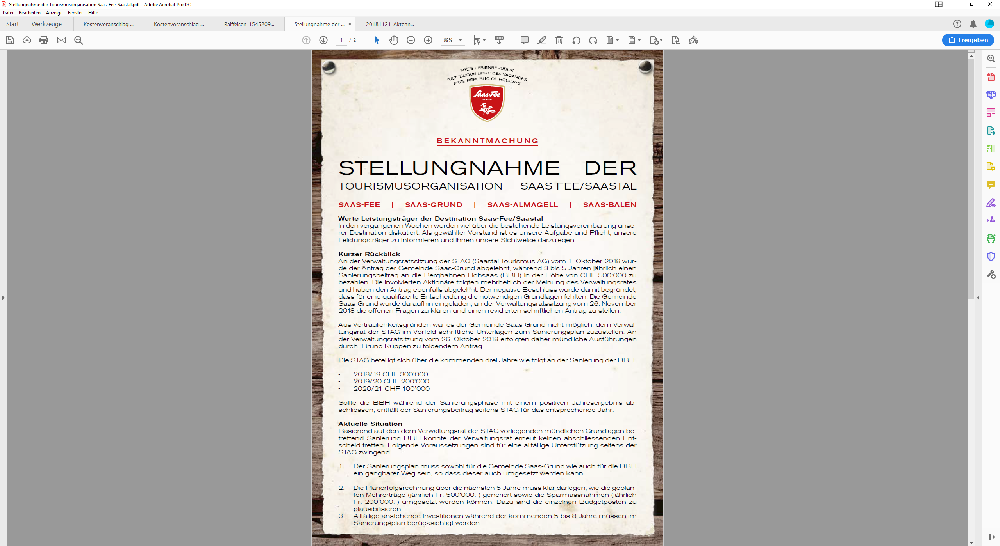 Stellungnahme der Tourismusorganisation Saas-Fee_Saastal.pdf - Adobe Acrobat Pro DC
Datei Bearbeiten Anzeige Fenster Hilfe
Start Werkzeuge Kostenvoranschlag ... Kostenvoranschlag ... Raiffeisen_1545209... Stellungnahme der ... 20181121_Aktenn...
1 / 2 99% Freigeben
FREIE FERIENREPUBLIK
RÉPUBLIQUE LIBRE DES VACANCES
FREE REPUBLIC OF HOLIDAYS
Saas-Fee
SAASTAL
BEKANNTMACHUNG
STELLUNGNAHME DER
TOURISMUSORGANISATION SAAS-FEE/SAASTAL
SAAS-FEE | SAAS-GRUND | SAAS-ALMAGELL | SAAS-BALEN
Werte Leistungsträger der Destination Saas-Fee/Saastal
In den vergangenen Wochen wurden viel über die bestehende Leistungsvereinbarung unse-
rer Destination diskutiert. Als gewählter Vorstand ist es unsere Aufgabe und Pflicht, unsere
Leistungsträger zu informieren und ihnen unsere Sichtweise darzulegen.
Kurzer Rückblick
An der Verwaltungsratssitzung der STAG (Saastal Tourismus AG) vom 1. Oktober 2018 wur-
de der Antrag der Gemeinde Saas-Grund abgelehnt, während 3 bis 5 Jahren jährlich einen
Sanierungsbeitrag an die Bergbahnen Hohsaas (BBH) in der Höhe von CHF 500‘000 zu
bezahlen. Die involvierten Aktionäre folgten mehrheitlich der Meinung des Verwaltungsrates
und haben den Antrag ebenfalls abgelehnt. Der negative Beschluss wurde damit begründet,
dass für eine qualifizierte Entscheidung die notwendigen Grundlagen fehlten. Die Gemeinde
Saas-Grund wurde daraufhin eingeladen, an der Verwaltungsratssitzung vom 26. November
2018 die offenen Fragen zu klären und einen revidierten schriftlichen Antrag zu stellen.
Aus Vertraulichkeitsgründen war es der Gemeinde Saas-Grund nicht möglich, dem Verwal-
tungsrat der STAG im Vorfeld schriftliche Unterlagen zum Sanierungsplan zuzustellen. An
der Verwaltungsratsitzung vom 26. Oktober 2018 erfolgten daher mündliche Ausführungen
durch Bruno Ruppen zu folgendem Antrag:
Die STAG beteiligt sich über die kommenden drei Jahre wie folgt an der Sanierung der BBH:
▪ 2018/19 CHF 300’000
▪ 2019/20 CHF 200’000
▪ 2020/21 CHF 100’000
Sollte die BBH während der Sanierungsphase mit einem positiven Jahresergebnis ab-
schliessen, entfällt der Sanierungsbeitrag seitens STAG für das entsprechende Jahr.
Aktuelle Situation
Basierend auf den dem Verwaltungsrat der STAG vorliegenden mündlichen Grundlagen be-
treffend Sanierung BBH konnte der Verwaltungsrat erneut keinen abschliessenden Ent-
scheid treffen. Folgende Voraussetzungen sind für eine allfällige Unterstützung seitens der
STAG zwingend:
1. Der Sanierungsplan muss sowohl für die Gemeinde Saas-Grund wie auch für die BBH
ein gangbarer Weg sein, so dass dieser auch umgesetzt werden kann.
2. Die Planerfolgsrechnung über die nächsten 5 Jahre muss klar darlegen, wie die geplan-
ten Mehrerträge (jährlich Fr. 500‘000.-) generiert sowie die Sparmassnahmen (jährlich
Fr. 200‘000.-) umgesetzt werden können. Dazu sind die einzelnen Budgetposten zu
plausibilisieren.
3. Allfällige anstehende Investitionen während der kommenden 5 bis 8 Jahre müssen im
Sanierungsplan berücksichtigt werden.